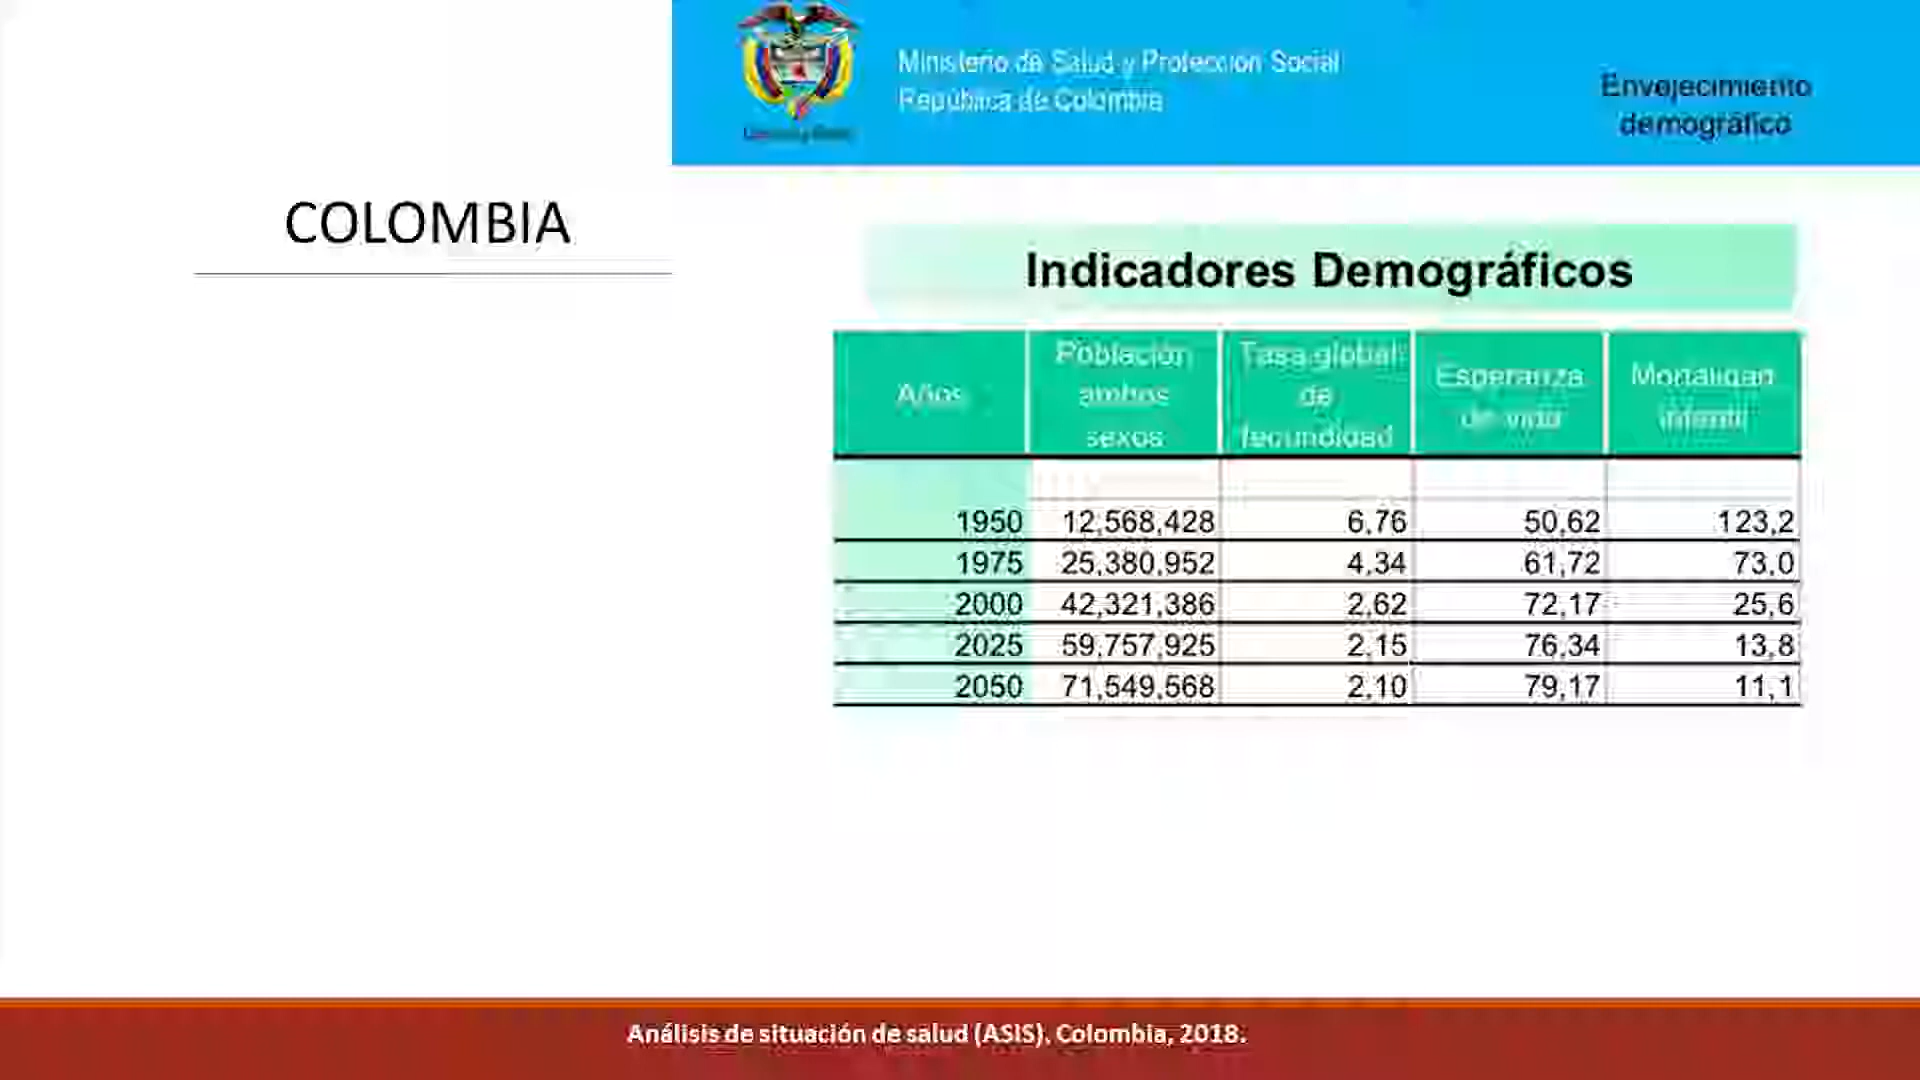 Ministerio de Salud y Protección Social
República de Colombia
Envejecimiento
demográfico
COLOMBIA
Indicadores Demográficos
Años
Población
ambos
sexos
Tasa global
de
fecundidad
Esperanza
de vida
Mortalidad
infantil
1950 12,568,428 6,76 50,62 123,2
1975 25,380,952 4,34 61,72 73,0
2000 42,321,386 2,62 72,17 25,6
2025 59,757,925 2,15 76,34 13,8
2050 71,549,568 2,10 79,17 11,1
Análisis de situación de salud (ASIS). Colombia, 2018.